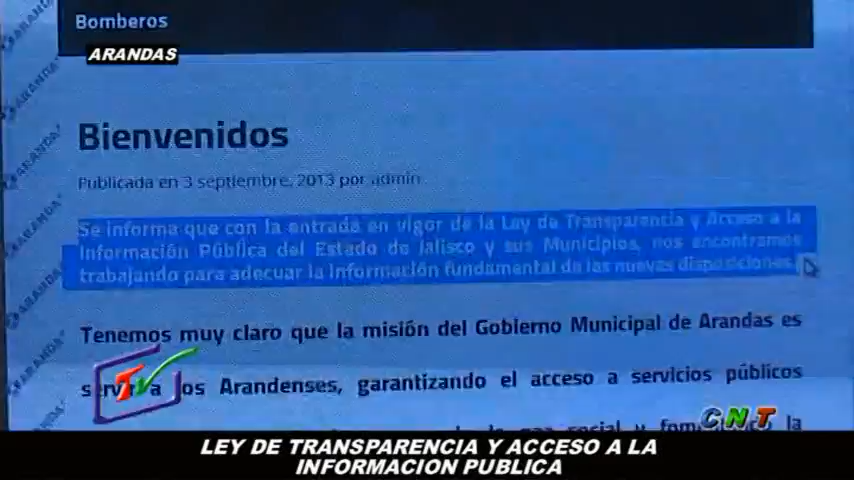 Bomberos
ARANDAS
Bienvenidos
Publicada en 3 septiembre, 2013 por admin
Se informa que con la entrada en vigor de la Ley de Transparencia y Acceso a la
Información Pública del Estado de Jalisco y sus Municipios, nos encontramos
trabajando para adecuar la información fundamental de las nuevas disposiciones.
Tenemos muy claro que la misión del Gobierno Municipal de Arandas es
a los Arandenses, garantizando el acceso a servicios públicos
social y la
TV
CNT
LEY DE TRANSPARENCIA Y ACCESO A LA
INFORMACION PUBLICA